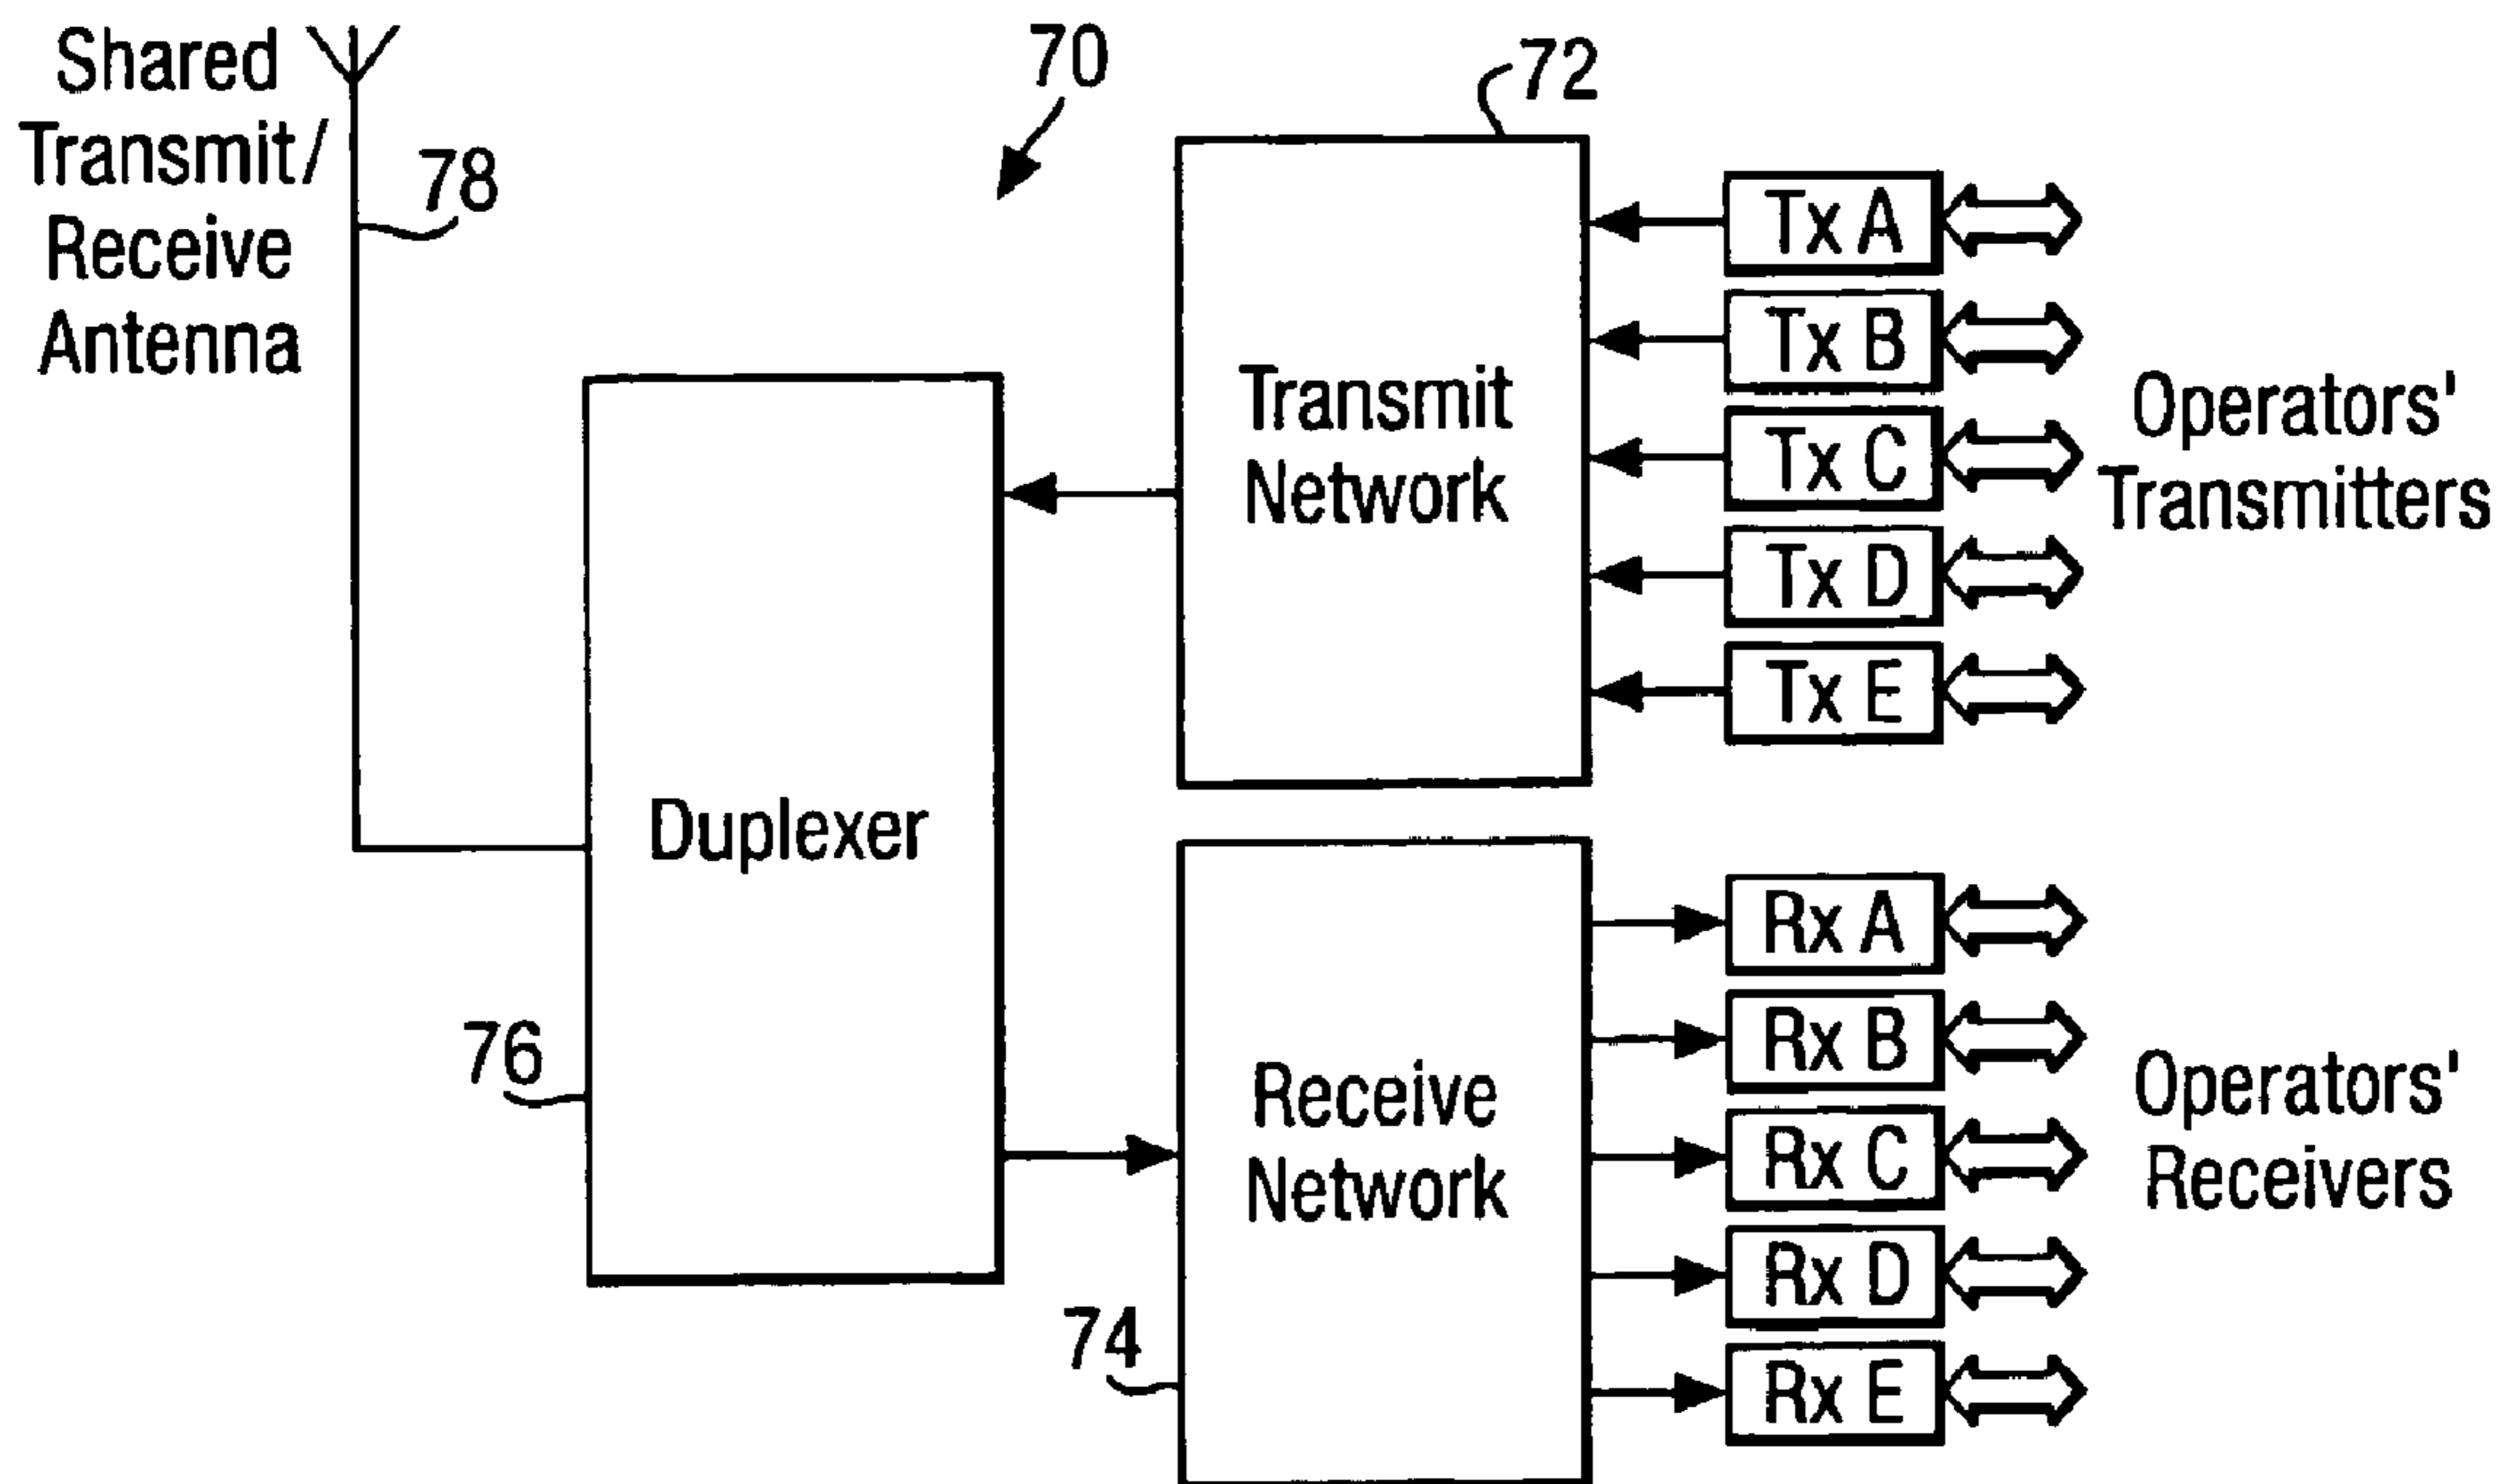 Shared
Transmit/
Receive
Antenna
78
70
72
Transmit
Network
Tx A
Tx B
Tx C
Tx D
Tx E
Operators'
Transmitters
Duplexer
76
Receive
Network
74
Rx A
Rx B
Rx C
Rx D
Rx E
Operators'
Receivers